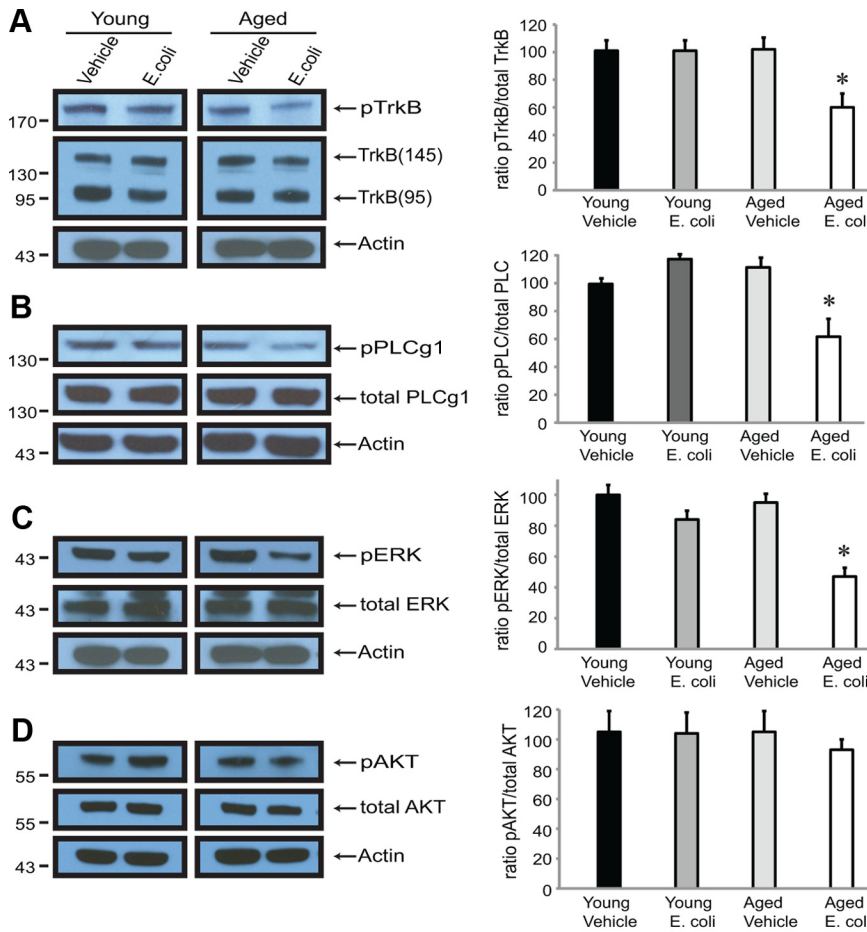 A
Young Aged
Vehicle E.coli Vehicle E.coli
170
pTrkB
TrkB(145)
130
95
TrkB(95)
43
Actin
ratio pTrkB/total TrkB
120
100
80
60
40
20
0
*
Young Vehicle
Young E. coli
Aged Vehicle
Aged E. coli
B
130
pPLCg1
130
total PLCg1
43
Actin
ratio pPLC/total PLC
120
100
80
60
40
20
0
*
Young Vehicle
Young E. coli
Aged Vehicle
Aged E. coli
C
43
pERK
43
total ERK
43
Actin
ratio pERK/total ERK
100
80
60
40
20
0
*
Young Vehicle
Young E. coli
Aged Vehicle
Aged E. coli
D
55
pAKT
55
total AKT
43
Actin
ratio pAKT/total AKT
120
100
80
60
40
20
0
Young Vehicle
Young E. coli
Aged Vehicle
Aged E. coli